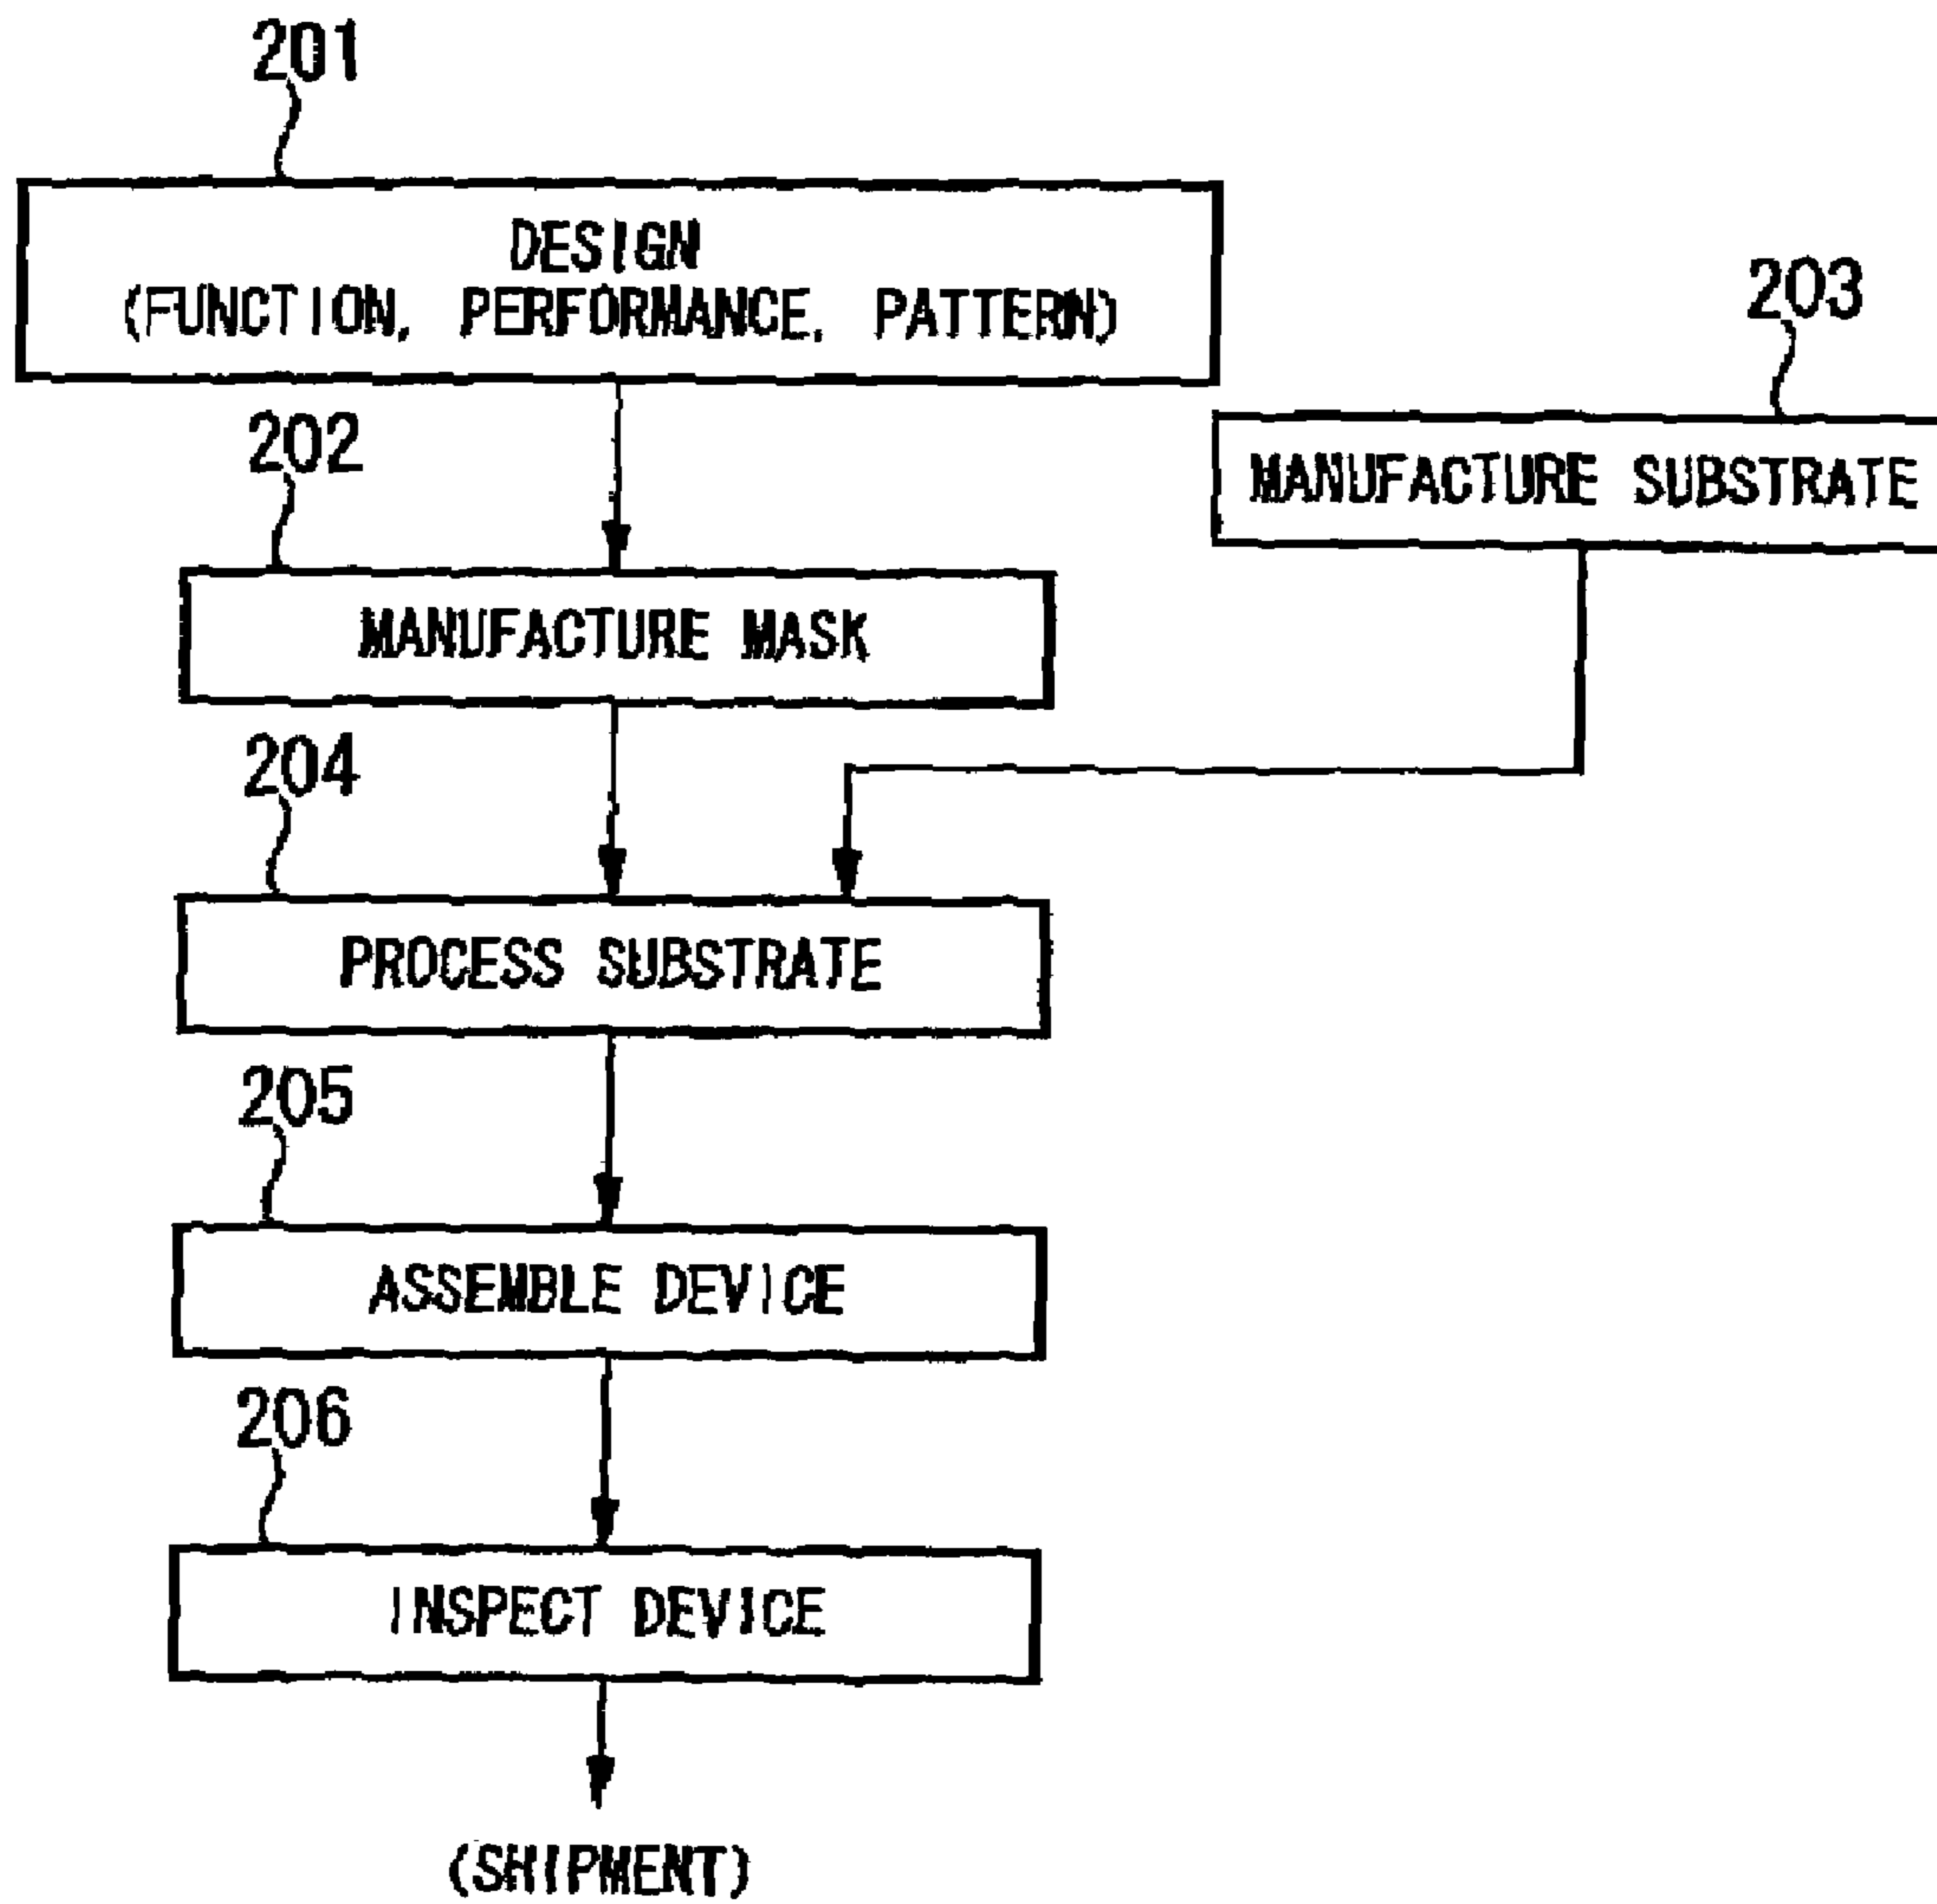 201
DESIGN
(FUNCTION, PERFORMANCE, PATTERN)
203
MANUFACTURE SUBSTRATE
202
MANUFACTURE MASK
204
PROCESS SUBSTRATE
205
ASSEMBLE DEVICE
206
INSPECT DEVICE
(SHIPMENT)